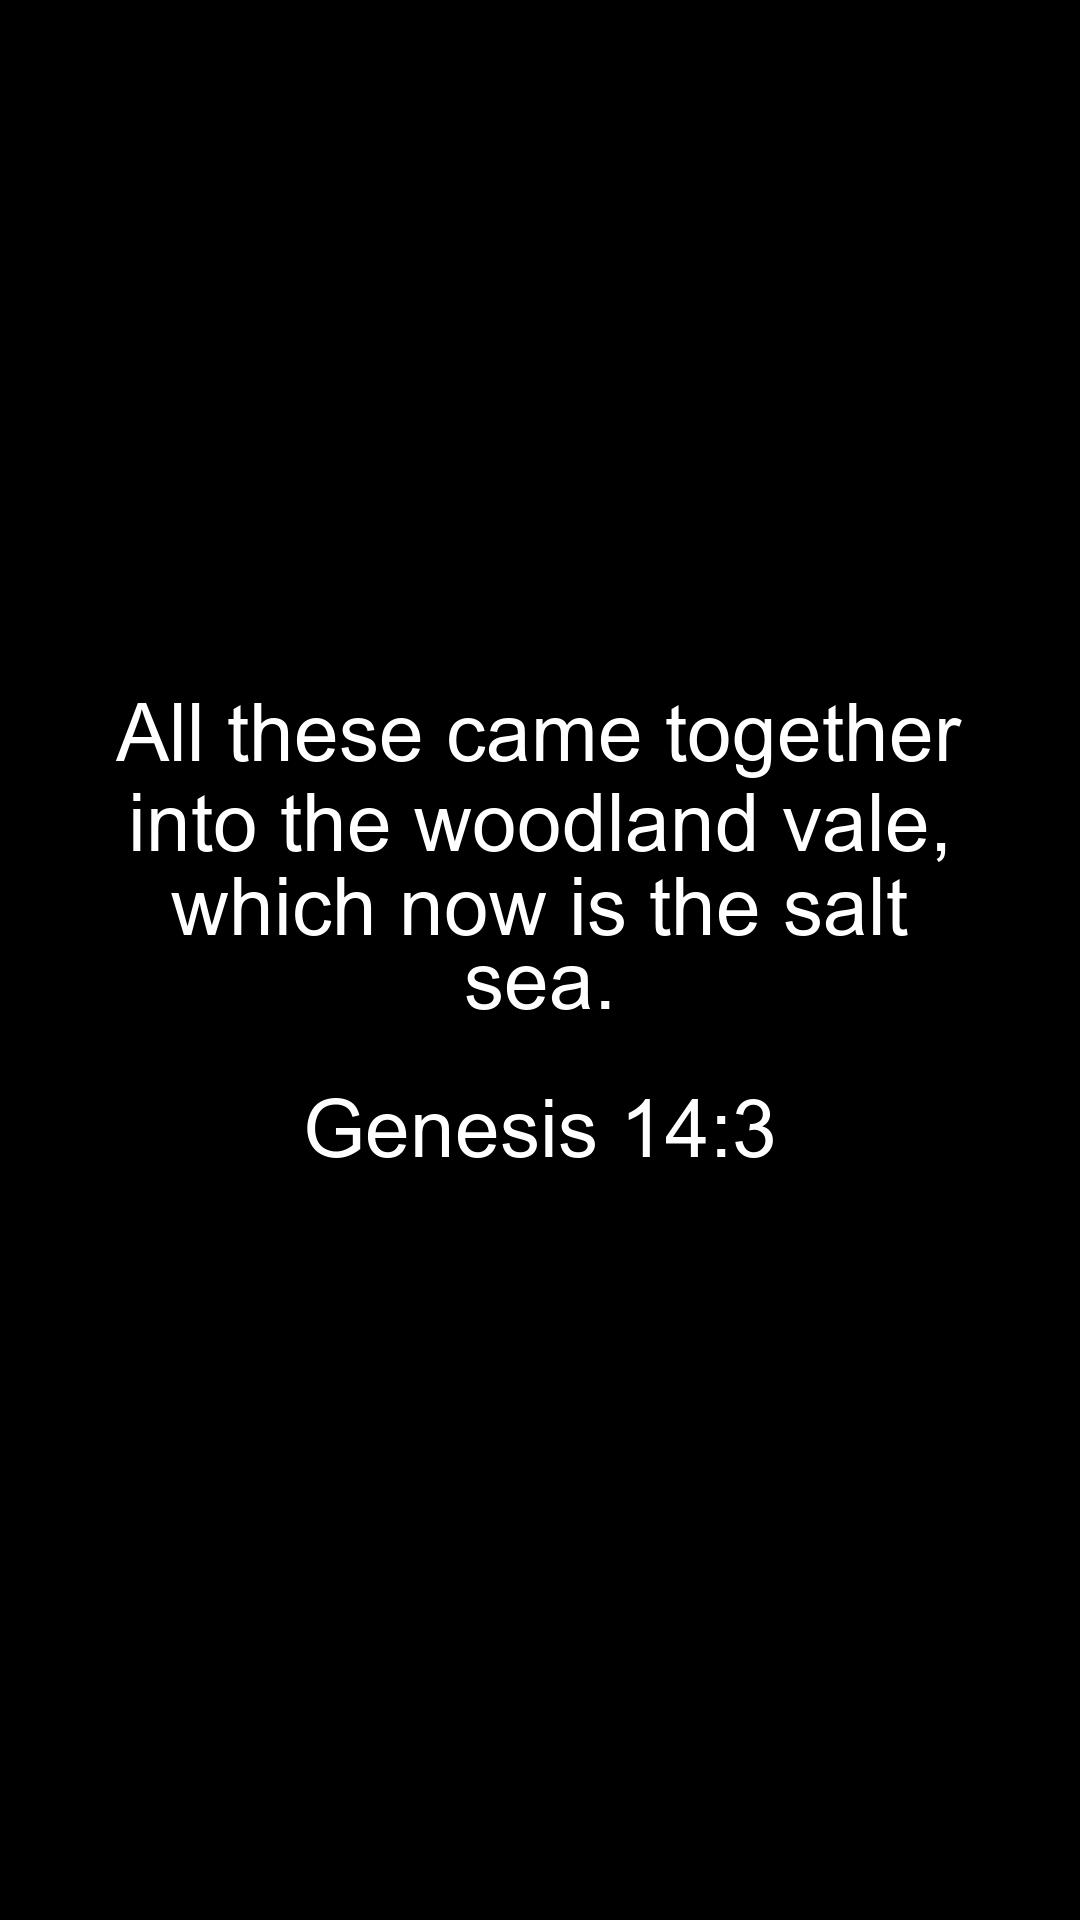 All these came together
into the woodland vale,
which now is the salt
sea.
Genesis 14:3